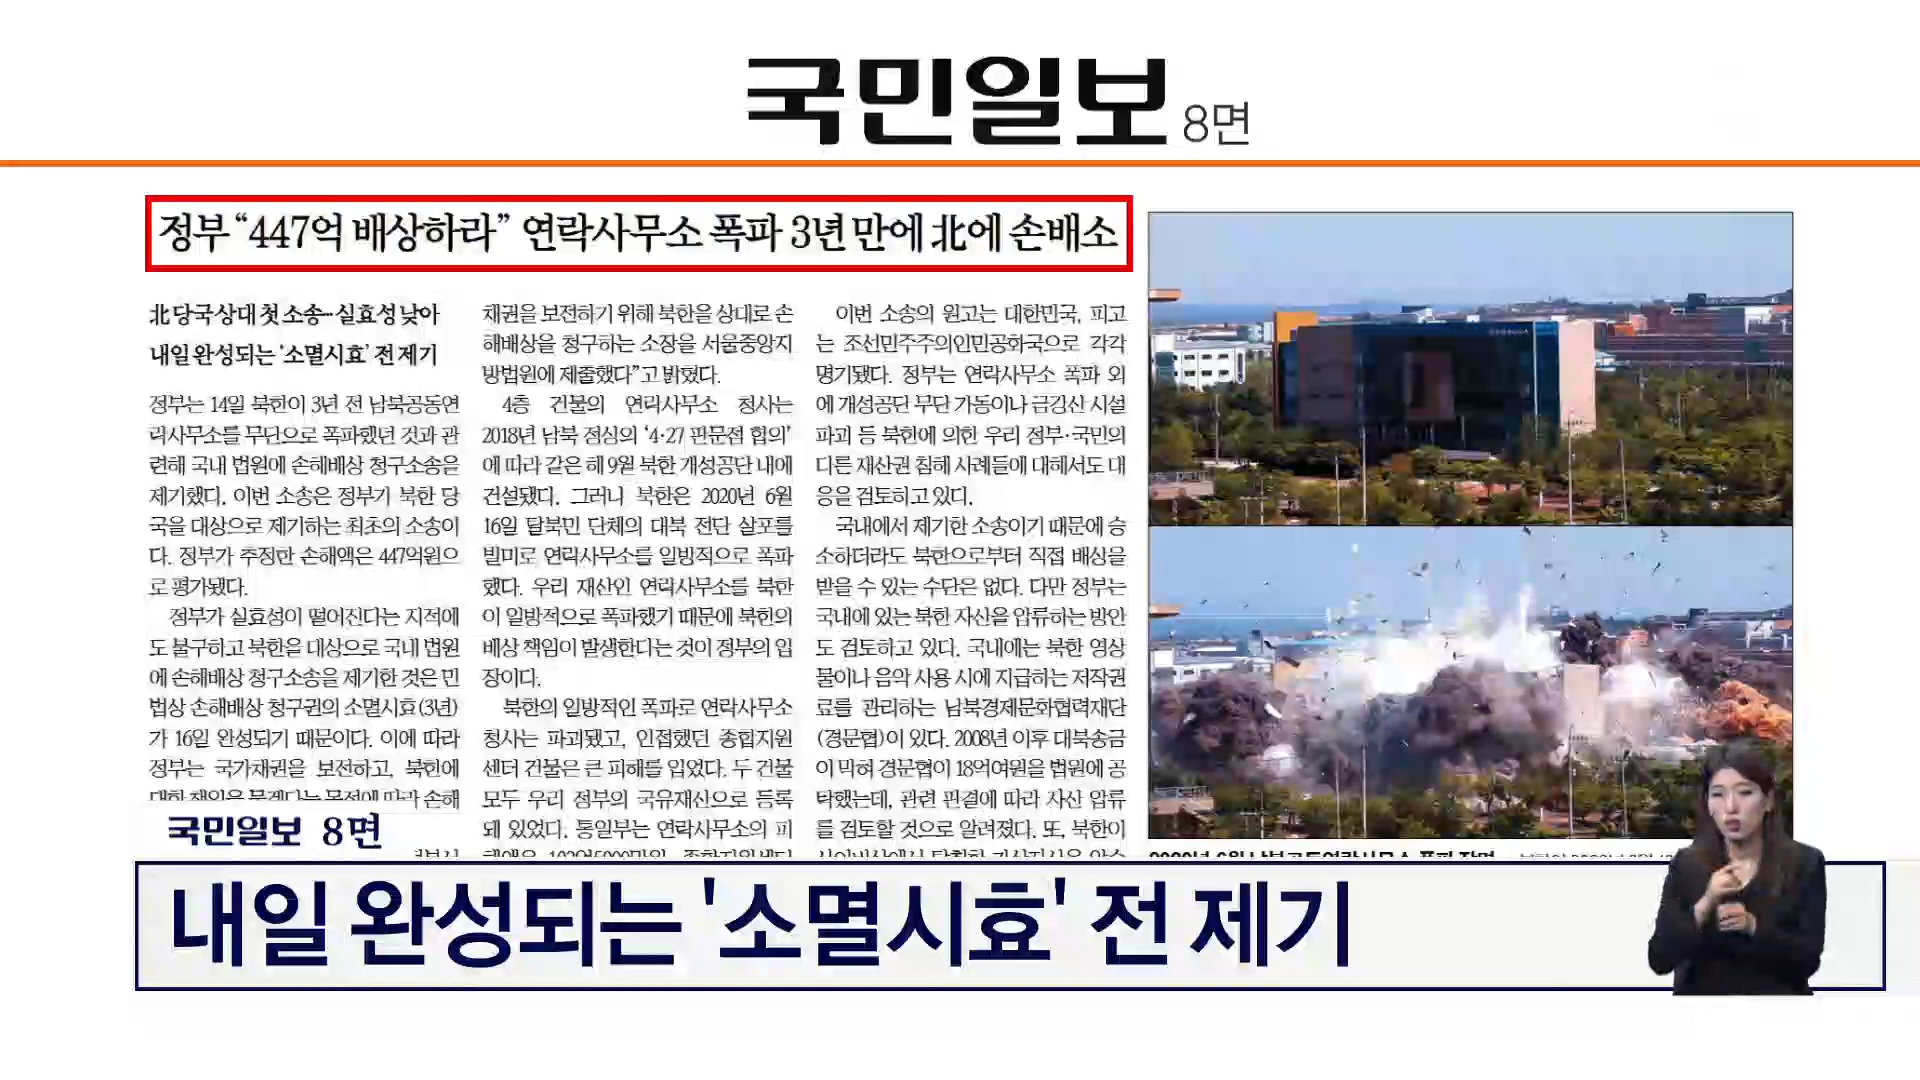 국민일보 8면
정부 “447억 배상하라” 연락사무소 폭파 3년 만에 北에 손배소
北 당국 상대 첫 소송… 실효성 낮아
내일 완성되는 ‘소멸시효’ 전 제기
정부는 14일 북한이 3년 전 남북공동연
락사무소를 무단으로 폭파했던 것과 관
련해 국내 법원에 손해배상 청구소송을
제기했다. 이번 소송은 정부가 북한 당
국을 대상으로 제기하는 최초의 소송이
다. 정부가 추정한 손해액은 447억원으
로 평가됐다.
정부가 실효성이 떨어진다는 지적에
도 불구하고 북한을 대상으로 국내 법원
에 손해배상 청구소송을 제기한 것은 민
법상 손해배상 청구권의 소멸시효(3년)
가 16일 완성되기 때문이다. 이에 따라
정부는 국가채권을 보전하고, 북한에
대한 책임을 묻겠다는 목적에 따라 손해
채권을 보전하기 위해 북한을 상대로 손
해배상을 청구하는 소장을 서울중앙지
방법원에 제출했다”고 밝혔다.
4층 건물의 연락사무소 청사는
2018년 남북 정상의 ‘4·27 판문점 합의’
에 따라 같은 해 9월 북한 개성공단 내에
건설됐다. 그러나 북한은 2020년 6월
16일 탈북민 단체의 대북 전단 살포를
빌미로 연락사무소를 일방적으로 폭파
했다. 우리 재산인 연락사무소를 북한
이 일방적으로 폭파했기 때문에 북한의
배상 책임이 발생한다는 것이 정부의 입
장이다.
북한의 일방적인 폭파로 연락사무소
청사는 파괴됐고, 인접했던 종합지원
센터 건물은 큰 피해를 입었다. 두 건물
모두 우리 정부의 국유재산으로 등록
돼 있었다. 통일부는 연락사무소의 피
이번 소송의 원고는 대한민국, 피고
는 조선민주주의인민공화국으로 각각
명기됐다. 정부는 연락사무소 폭파 외
에 개성공단 무단 가동이나 금강산 시설
파괴 등 북한에 의한 우리 정부·국민의
다른 재산권 침해 사례들에 대해서도 대
응을 검토하고 있다.
국내에서 제기한 소송이기 때문에 승
소하더라도 북한으로부터 직접 배상을
받을 수 있는 수단은 없다. 다만 정부는
국내에 있는 북한 자산을 압류하는 방안
도 검토하고 있다. 국내에는 북한 영상
물이나 음악 사용 시에 지급하는 저작권
료를 관리하는 남북경제문화협력재단
(경문협)이 있다. 2008년 이후 대북송금
이 막혀 경문협이 18억여원을 법원에 공
탁했는데, 관련 판결에 따라 자산 압류
를 검토할 것으로 알려졌다. 또, 북한이
국민일보 8면
내일 완성되는 '소멸시효' 전 제기